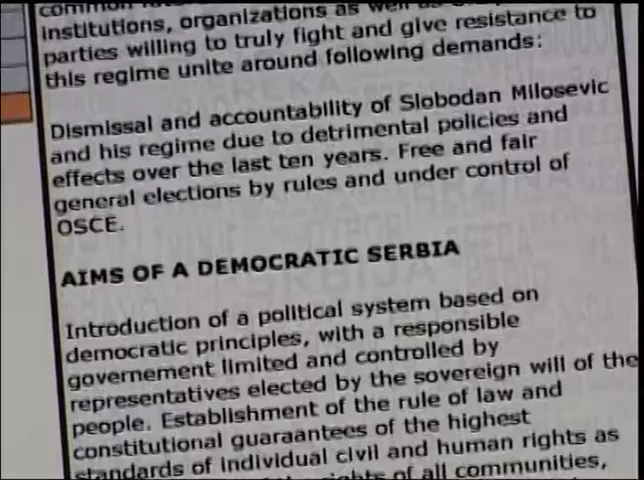 institutions, organizations as well as
parties willing to truly fight and give resistance to
this regime unite around following demands:
Dismissal and accountability of Slobodan Milosevic
and his regime due to detrimental policies and
effects over the last ten years. Free and fair
general elections by rules and under control of
OSCE.
AIMS OF A DEMOCRATIC SERBIA
Introduction of a political system based on
democratic principles, with a responsible
governement limited and controlled by
representatives elected by the sovereign will of the
people. Establishment of the rule of law and
constitutional guaraantees of the highest
standards of individual civil and human rights as
of all communities,